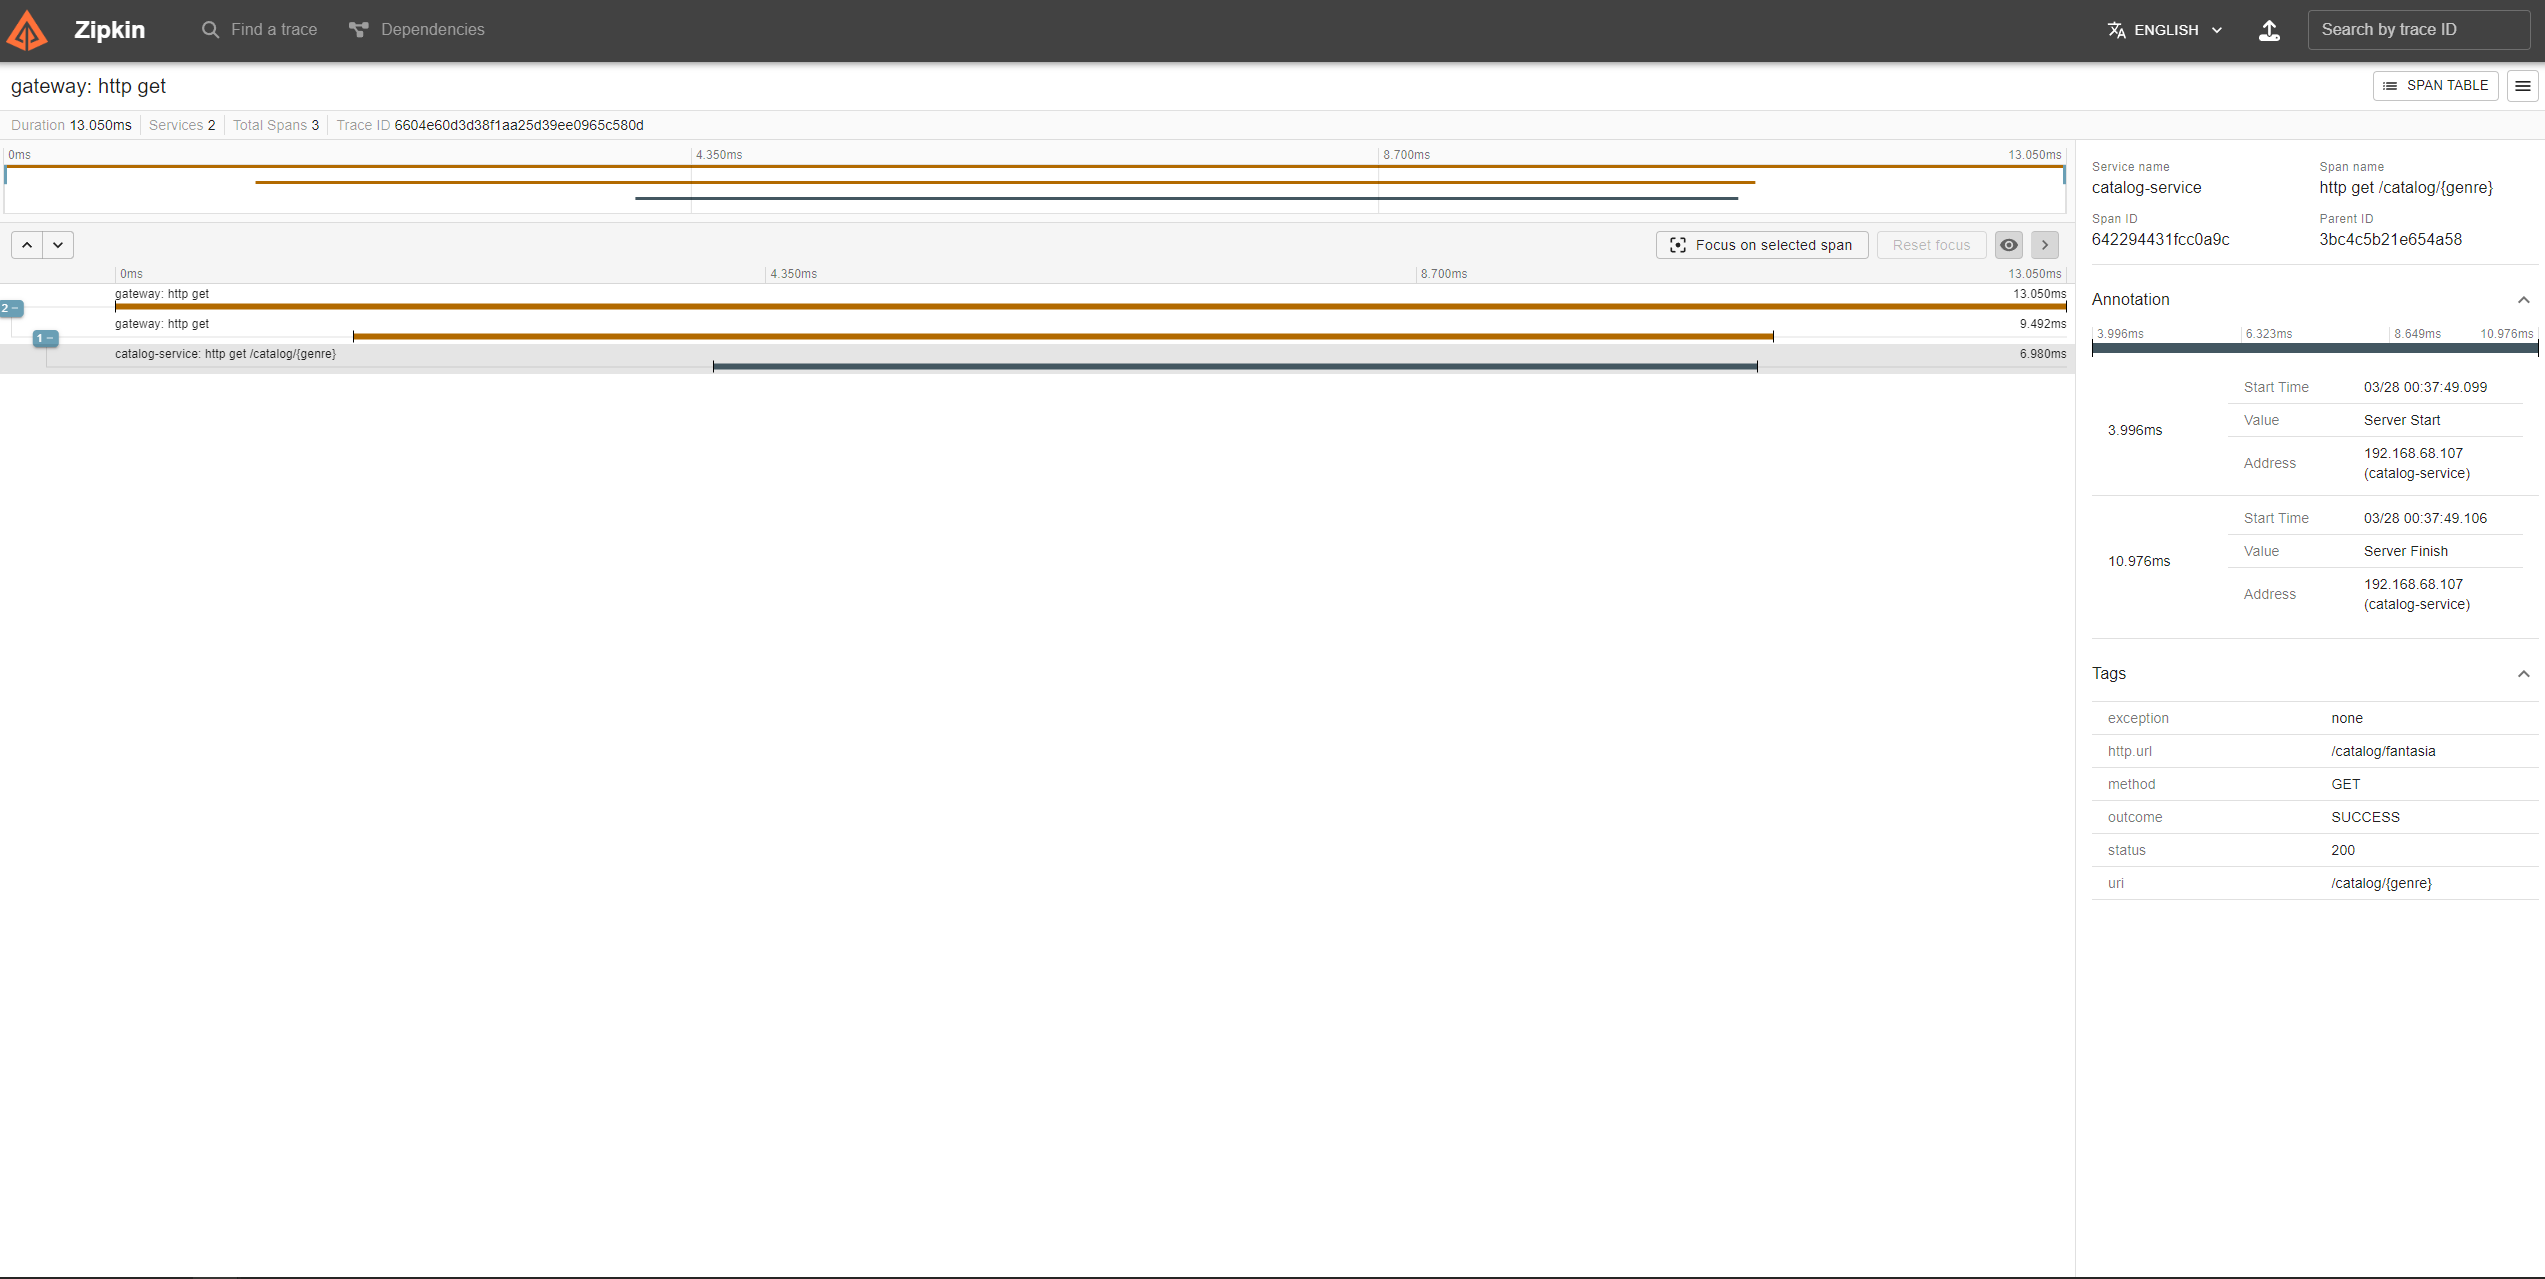 Zipkin
Find a trace
Dependencies
ENGLISH
Search by trace ID
gateway: http get
SPAN TABLE
Duration 13.050ms
Services 2
Total Spans 3
Trace ID 6604e60d3d38f1aa25d39ee0965c580d
0ms 4.350ms 8.700ms 13.050ms
Focus on selected span
Reset focus
0ms 4.350ms 8.700ms 13.050ms
gateway: http get 13.050ms
2 −
gateway: http get 9.492ms
1 −
catalog-service: http get /catalog/{genre} 6.980ms
Service name
catalog-service
Span name
http get /catalog/{genre}
Span ID
642294431fcc0a9c
Parent ID
3bc4c5b21e654a58
Annotation
3.996ms 6.323ms 8.649ms 10.976ms
3.996ms
Start Time 03/28 00:37:49.099
Value Server Start
Address 192.168.68.107
(catalog-service)
10.976ms
Start Time 03/28 00:37:49.106
Value Server Finish
Address 192.168.68.107
(catalog-service)
Tags
exception none
http.url /catalog/fantasia
method GET
outcome SUCCESS
status 200
uri /catalog/{genre}